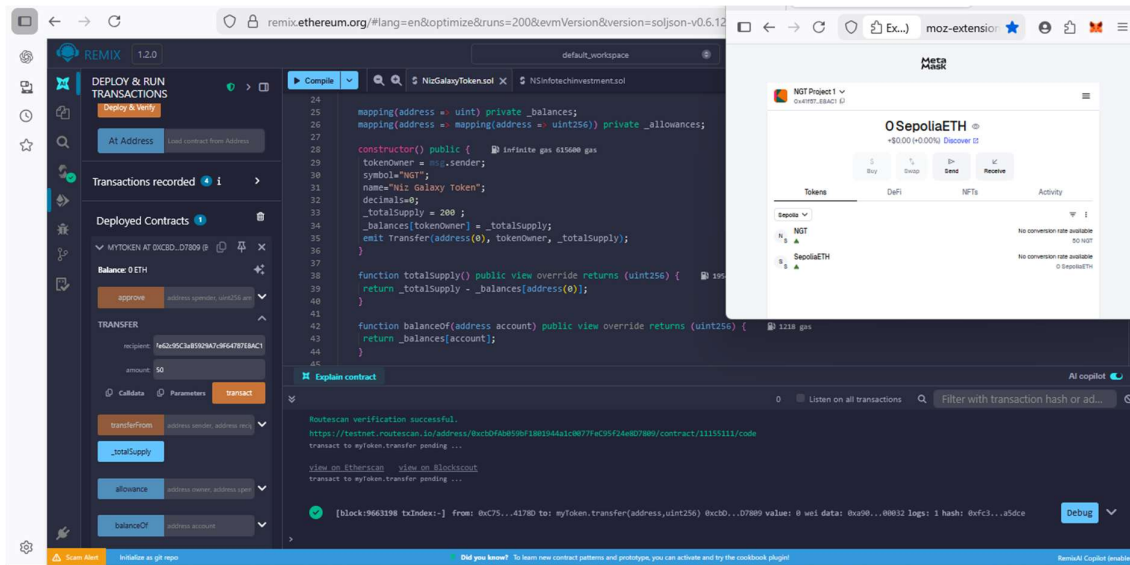 remix.ethereum.org/#lang=en&optimize&runs=200&evmVersion&version=soljson-v0.6.12
Ex...) moz-extension
REMIX 1.2.0
default_workspace
DEPLOY & RUN
TRANSACTIONS
Deploy & Verify
At Address Load contract from Address
Transactions recorded 4 i
Deployed Contracts 1
MYTOKEN AT 0XCBD...D7809 (B
Balance: 0 ETH
approve address spender, uint256 am
TRANSFER
recipient: 7e62c95C3aB5929A7c9F64787EBAC1
amount: 50
Calldata Parameters transact
transferFrom address sender, address recip
_totalSupply
allowance address owner, address spen
balanceOf address account
Compile
NizGalaxyToken.sol
NSinfotechinvestment.sol
24
25 mapping(address => uint) private _balances;
26 mapping(address => mapping(address => uint256)) private _allowances;
27
28 constructor() public { infinite gas 615600 gas
29 tokenOwner = msg.sender;
30 symbol="NGT";
31 name="Niz Galaxy Token";
32 decimals=0;
33 _totalSupply = 200 ;
34 _balances[tokenOwner] = _totalSupply;
35 emit Transfer(address(0), tokenOwner, _totalSupply);
36 }
37
38 function totalSupply() public view override returns (uint256) { 195
39 return _totalSupply - _balances[address(0)];
40 }
41
42 function balanceOf(address account) public view override returns (uint256) { 1218 gas
43 return _balances[account];
44 }
45
Meta
Mask
NGT Project 1
0 SepoliaETH
+$0.00 (+0.00%) Discover
Buy Swap Send Receive
Tokens DeFi NFTs Activity
Sepolia
N S NGT No conversion rate available
50 NGT
S S SepoliaETH No conversion rate available
0 SepoliaETH
Explain contract
AI copilot
0 Listen on all transactions Filter with transaction hash or ad...
Routescan verification successful.
https://testnet.routescan.io/address/0xcbDfAb059bF1801944a1c0077FeC95f24e8D7809/contract/11155111/code
transact to myToken.transfer pending ...
view on Etherscan view on Blockscout
transact to myToken.transfer pending ...
[block:9663198 txIndex:-] from: 0xC75...4178D to: myToken.transfer(address,uint256) 0xcbD...D7809 value: 0 wei data: 0xa90...00032 logs: 1 hash: 0xfc3...a5dce
Debug
>
Scam Alert Initialize as git repo
Did you know? To learn new contract patterns and prototype, you can activate and try the cookbook plugin!
RemixAI Copilot (enable